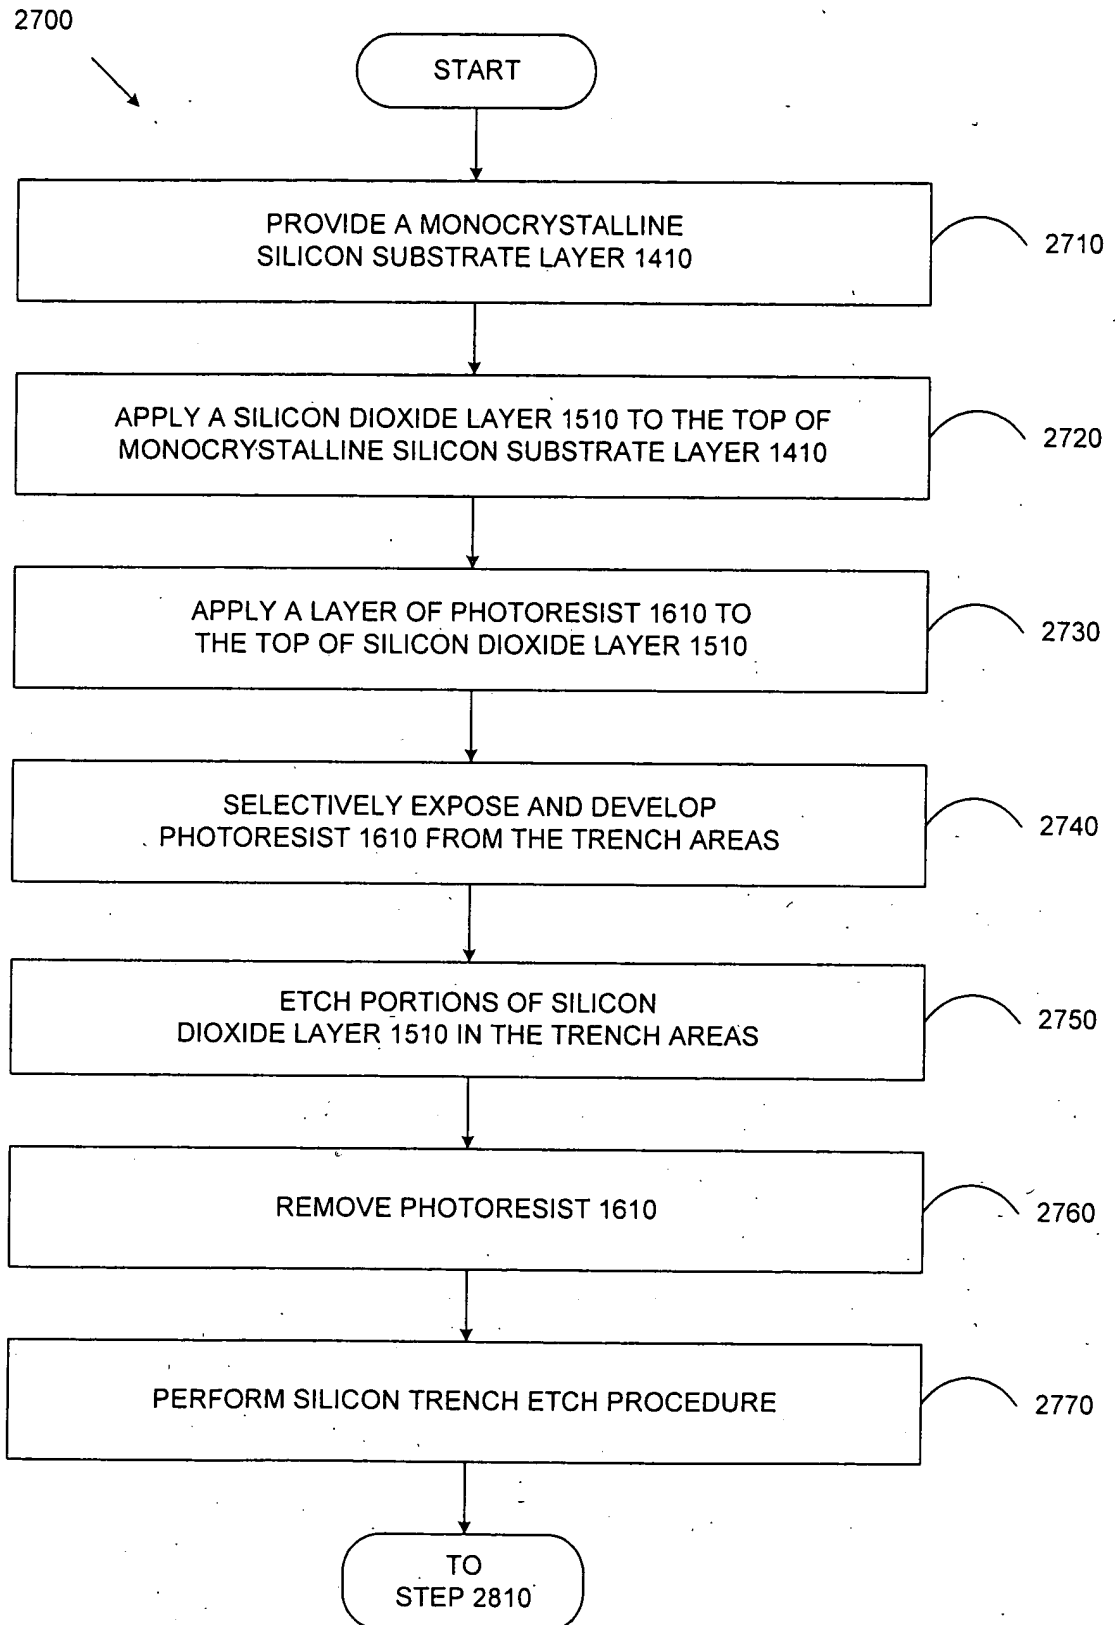 2700
START
PROVIDE A MONOCRYSTALLINE
SILICON SUBSTRATE LAYER 1410
2710
APPLY A SILICON DIOXIDE LAYER 1510 TO THE TOP OF
MONOCRYSTALLINE SILICON SUBSTRATE LAYER 1410
2720
APPLY A LAYER OF PHOTORESIST 1610 TO
THE TOP OF SILICON DIOXIDE LAYER 1510
2730
SELECTIVELY EXPOSE AND DEVELOP
PHOTORESIST 1610 FROM THE TRENCH AREAS
2740
ETCH PORTIONS OF SILICON
DIOXIDE LAYER 1510 IN THE TRENCH AREAS
2750
REMOVE PHOTORESIST 1610
2760
PERFORM SILICON TRENCH ETCH PROCEDURE
2770
TO
STEP 2810